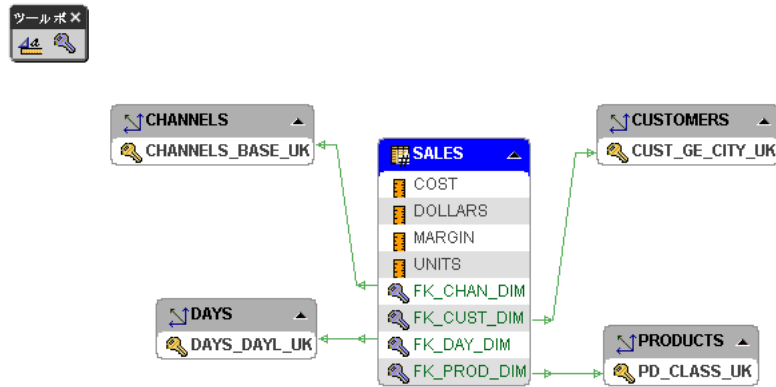 ツールボ
CHANNELS
CHANNELS_BASE_UK
CUSTOMERS
CUST_GE_CITY_UK
SALES
COST
DOLLARS
MARGIN
UNITS
FK_CHAN_DIM
FK_CUST_DIM
FK_DAY_DIM
FK_PROD_DIM
DAYS
DAYS_DAYL_UK
PRODUCTS
PD_CLASS_UK